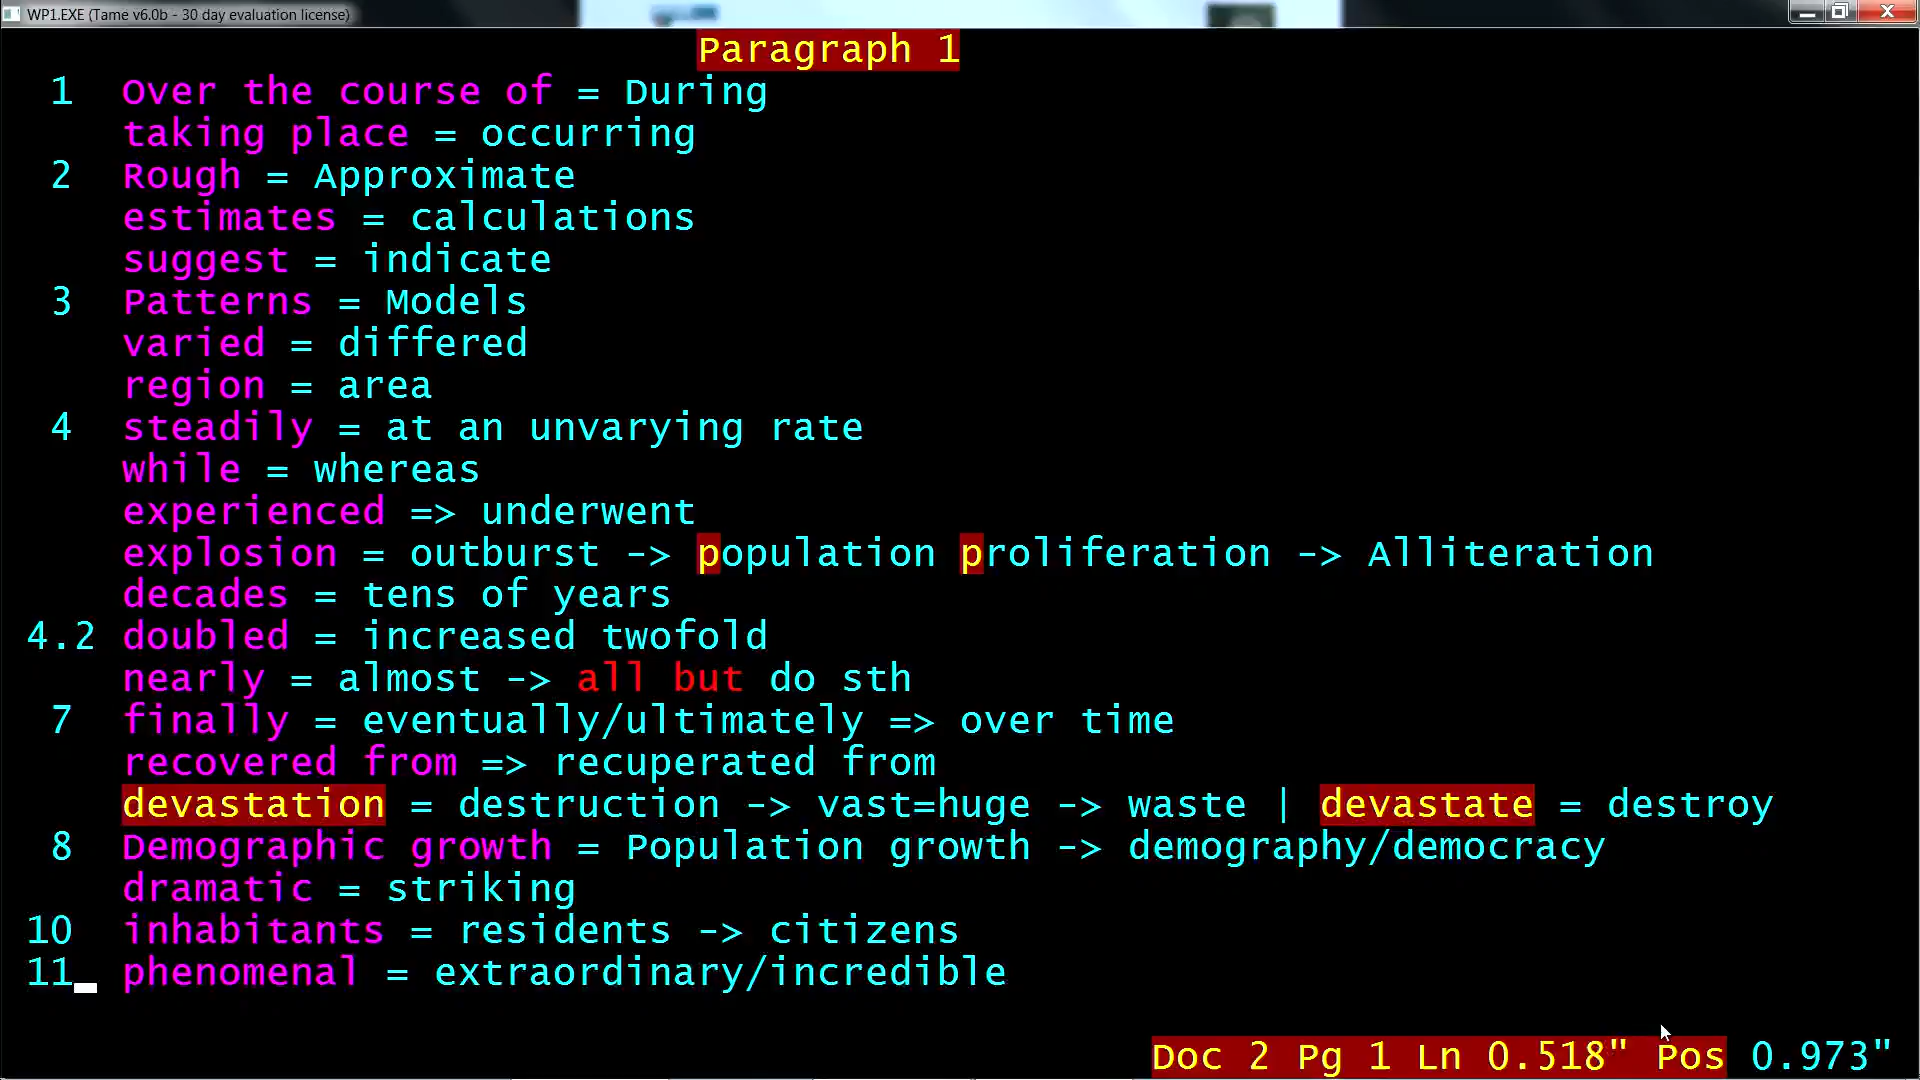 WP1.EXE (Tame v6.0b - 30 day evaluation license)
Paragraph 1
1 Over the course of = During
taking place = occurring
2 Rough = Approximate
estimates = calculations
suggest = indicate
3 Patterns = Models
varied = differed
region = area
4 steadily = at an unvarying rate
while = whereas
experienced => underwent
explosion = outburst -> population proliferation -> Alliteration
decades = tens of years
4.2 doubled = increased twofold
nearly = almost -> all but do sth
7 finally = eventually/ultimately => over time
recovered from => recuperated from
devastation = destruction -> vast=huge -> waste | devastate = destroy
8 Demographic growth = Population growth -> demography/democracy
dramatic = striking
10 inhabitants = residents -> citizens
11 phenomenal = extraordinary/incredible
Doc 2 Pg 1 Ln 0.518" Pos 0.973"